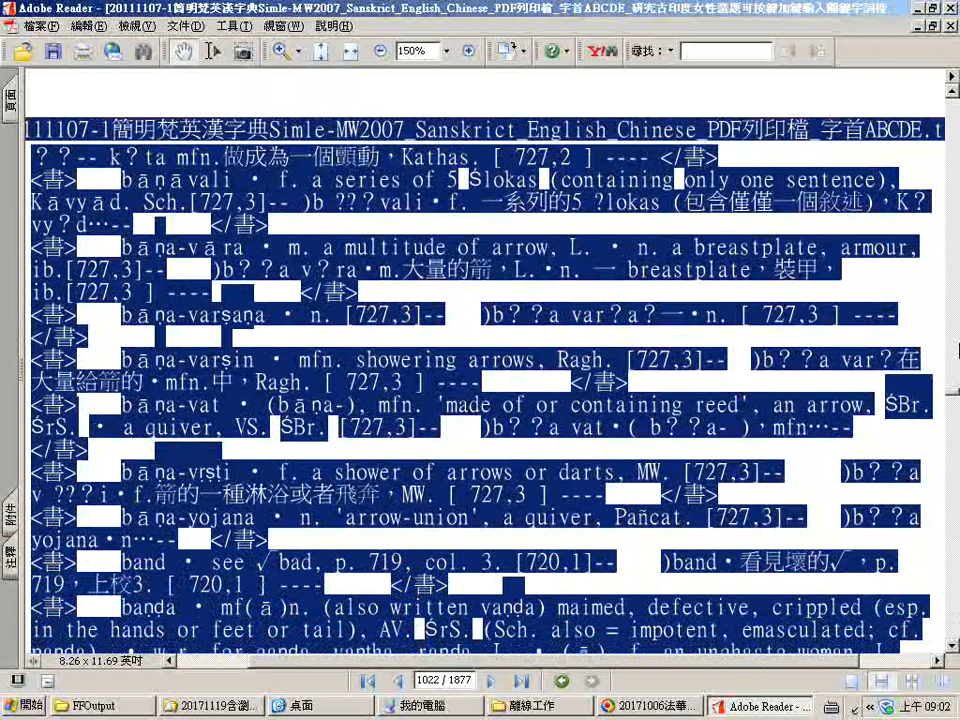 Adobe Reader - [20111107-1簡明梵英漢字典Simle-MW2007_Sanskrict_English_Chinese_PDF列印檔_字首ABCDE_研究古印度女性議題可按鍵加鍵輸入關鍵字詞控
檔案(F) 編輯(E) 檢視(V) 文件(D) 工具(T) 視窗(W) 說明(H)
150% Y! 尋找：
頁面
111107-1簡明梵英漢字典Simle-MW2007_Sanskrict_English_Chinese_PDF列印檔_字首ABCDE.t
？？-- k？ta mfn.做成為一個顫動，Kathas. [ 727,2 ] ---- </書>
<書> bāṇāvali ‧ f. a series of 5 Ślokas (containing only one sentence),
Kāvyād. Sch.[727,3]-- )b ???vali‧f. 一系列的5 ?lokas (包含僅僅一個敘述)，K？
vy？d…-- </書>
<書> bāṇa-vāra ‧ m. a multitude of arrow, L. ‧ n. a breastplate, armour,
ib.[727,3]-- )b？？a v？ra‧m.大量的箭，L.‧n. 一 breastplate，裝甲，
ib.[727,3 ] ---- </書>
<書> bāṇa-varṣaṇa ‧ n. [727,3]-- )b？？a var？a？一‧n. [ 727,3 ] ----
</書>
<書> bāṇa-varṣin ‧ mfn. showering arrows, Ragh. [727,3]-- )b？？a var？在
大量給箭的‧mfn.中，Ragh. [ 727,3 ] ---- </書>
<書> bāṇa-vat ‧ (bāṇa-), mfn. 'made of or containing reed', an arrow, ŚBr.
ŚrS. ‧ a quiver, VS. ŚBr. [727,3]-- )b？？a vat‧( b？？a- )，mfn…--
</書>
<書> bāṇa-vṛṣṭi ‧ f. a shower of arrows or darts, MW. [727,3]-- )b？？a
v ???i‧f.箭的一種淋浴或者飛奔，MW. [ 727,3 ] ---- </書>
<書> bāṇa-yojana ‧ n. 'arrow-union', a quiver, Pañcat. [727,3]-- )b？？a
yojana‧n…-- </書>
<書> band ‧ see √bad, p. 719, col. 3. [720,1]-- )band‧看見壞的√，p.
719，上校3. [ 720,1 ] ---- </書>
<書> baṇḍa ‧ mf(ā)n. (also written vaṇḍa) maimed, defective, crippled (esp.
in the hands or feet or tail), AV. ŚrS. (Sch. also = impotent, emasculated; cf.
附件
注釋
8.26 x 11.69 英吋
1022 / 1877
開始 FFOutput 20171119含瀏... 桌面 我的電腦 離線工作 20171006法華... Adobe Reader - ... 上午 09:02